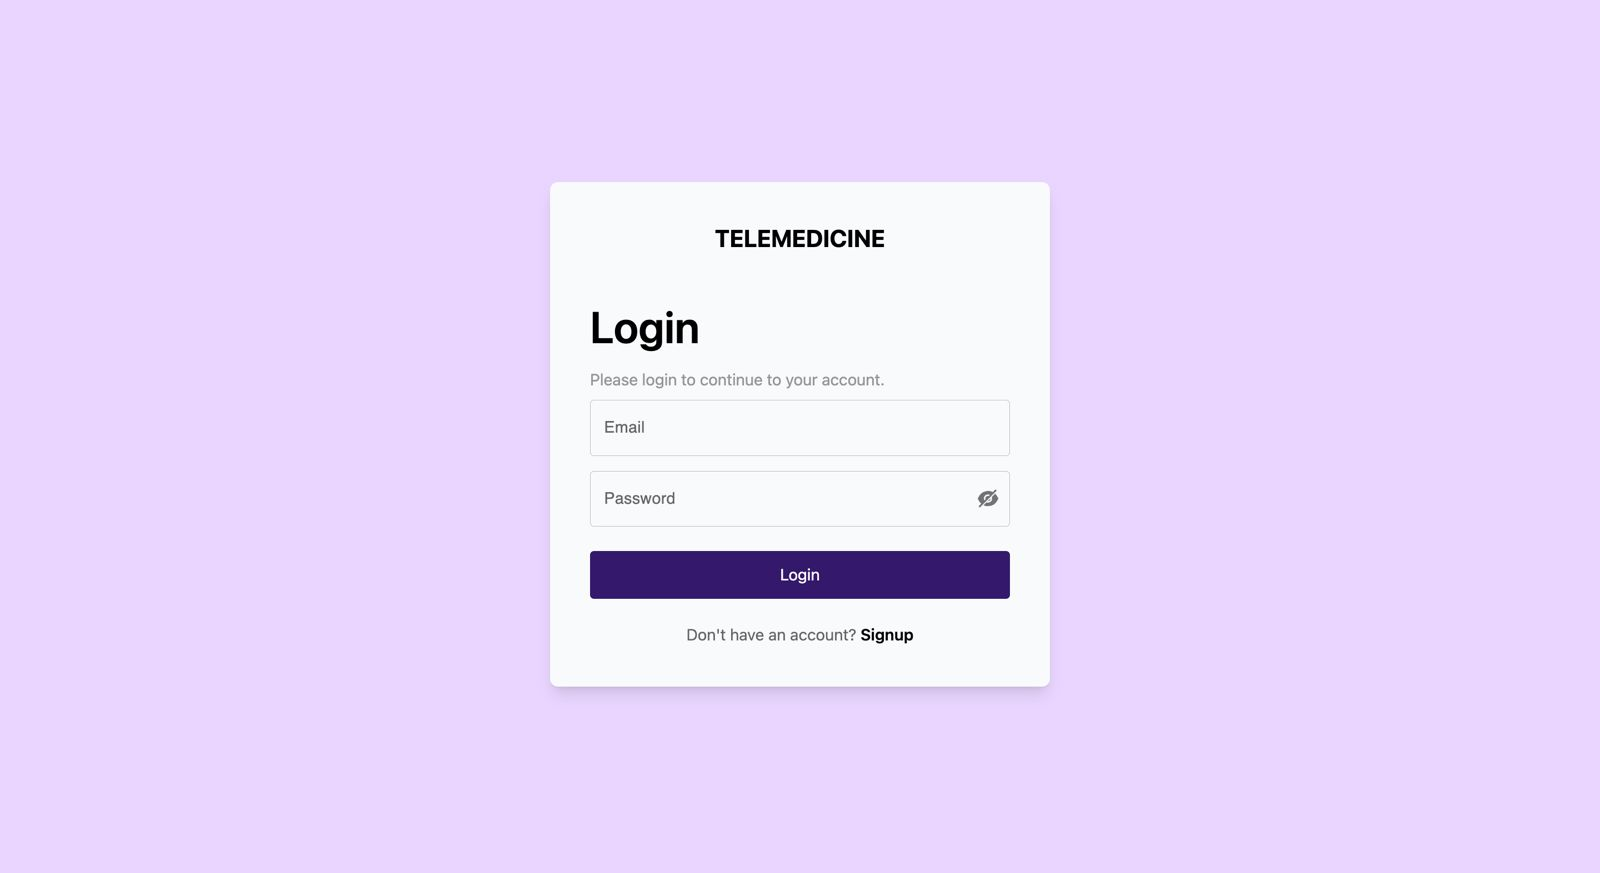 TELEMEDICINE
Login
Please login to continue to your account.
Email
Password
Login
Don't have an account? Signup